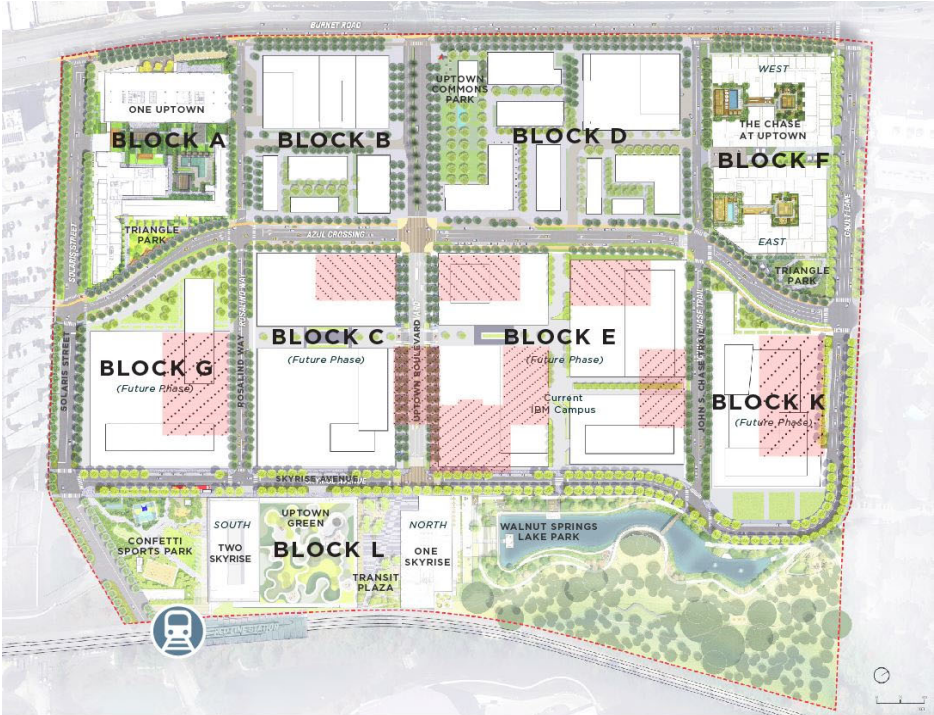 BURNET ROAD
SOLARIS STREET
ONE UPTOWN
BLOCK A
TRIANGLE
PARK
BLOCK B
UPTOWN
COMMONS
PARK
BLOCK D
WEST
THE CHASE
AT UPTOWN
BLOCK F
EAST
TRIANGLE
PARK
AZUL CROSSING
SOLARIS STREET
BLOCK G
(Future Phase)
ROSALIND WAY
ROSALIND WAY
BLOCK C
(Future Phase)
UPTOWN BOULEVARD
BLOCK E
(Future Phase)
Current
IBM Campus
JOHN S. CHASE TRAIL
BLOCK K
(Future Phase)
SKYRISE AVENUE
CONFETTI
SPORTS PARK
SOUTH
TWO
SKYRISE
UPTOWN
GREEN
BLOCK L
TRANSIT
PLAZA
NORTH
ONE
SKYRISE
WALNUT SPRINGS
LAKE PARK